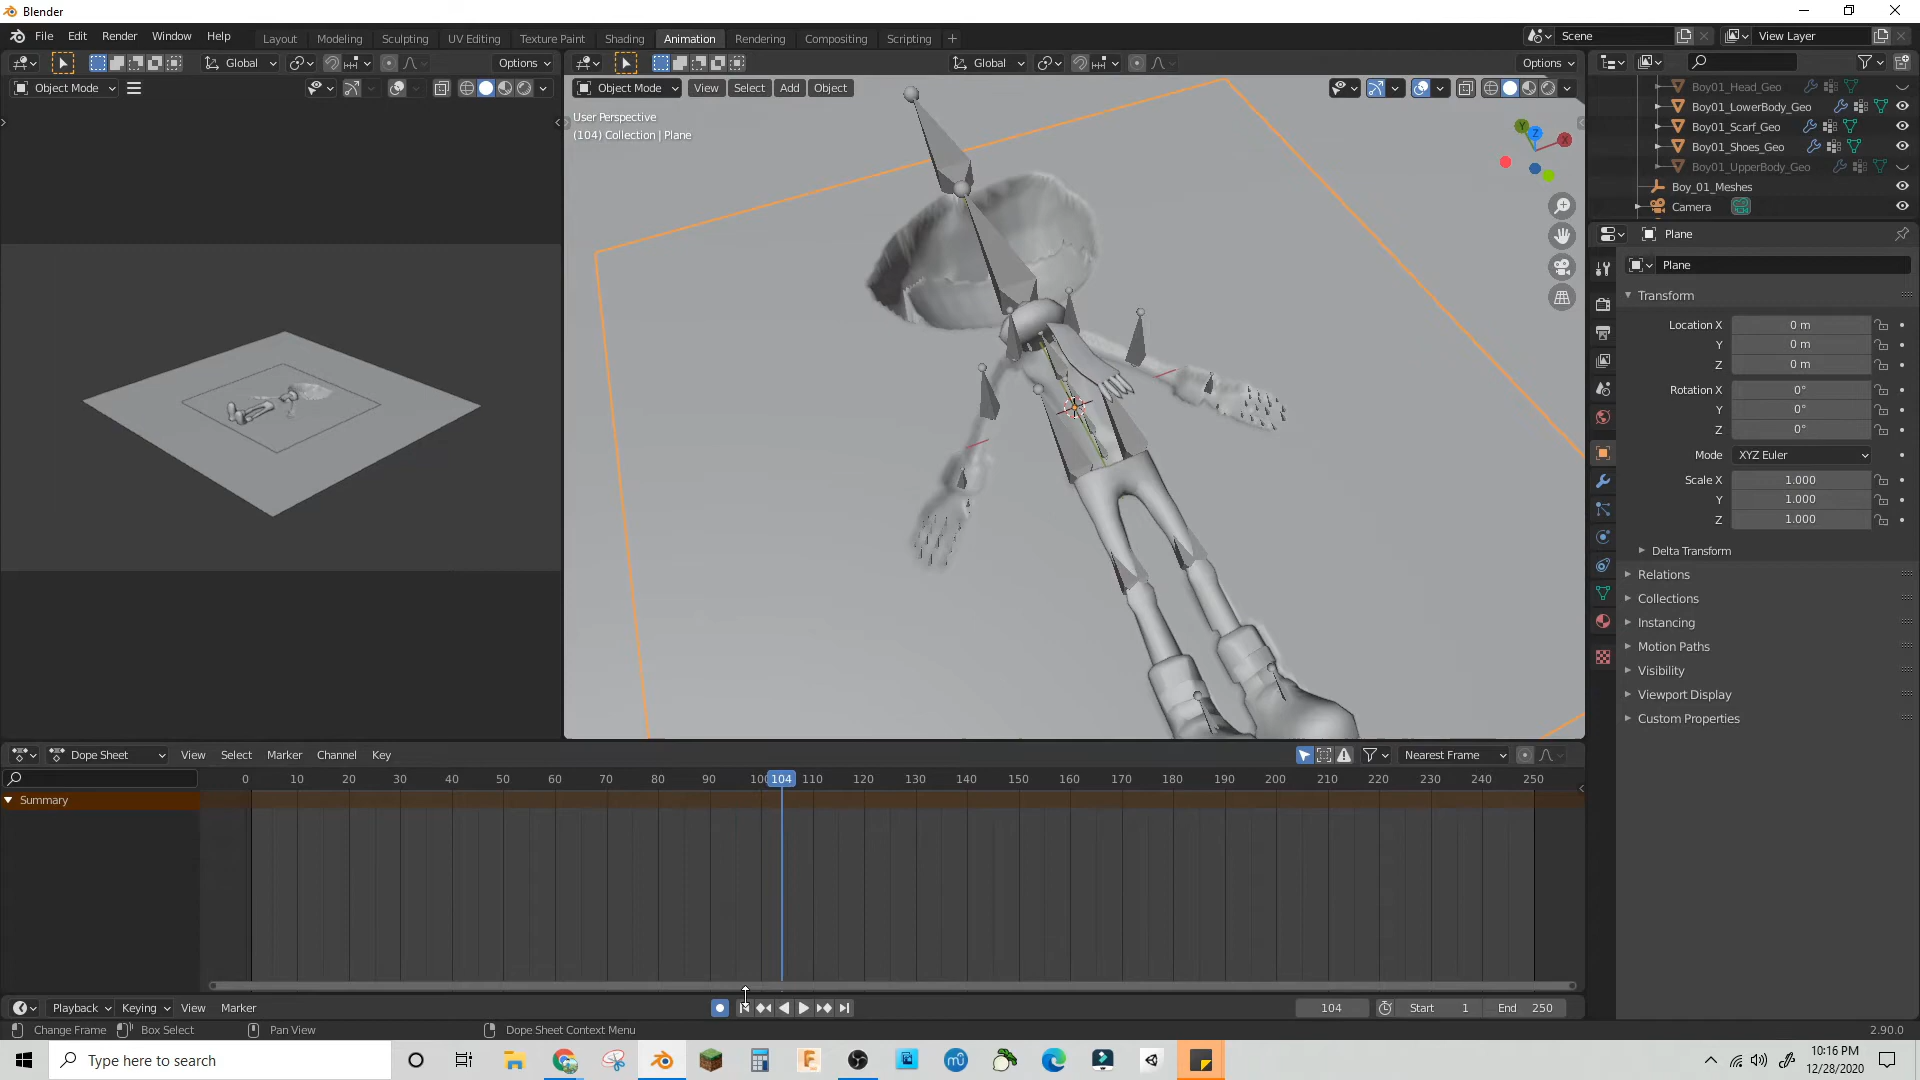 Blender
File Edit Render Window Help
Layout Modeling Sculpting UV Editing Texture Paint Shading Animation Rendering Compositing Scripting
Scene View Layer
Global Options
Global Options
Object Mode
Object Mode View Select Add Object
User Perspective
(104) Collection | Plane
Y Z X
Boy01_Head_Geo
Boy01_LowerBody_Geo
Boy01_Scarf_Geo
Boy01_Shoes_Geo
Boy01_UpperBody_Geo
Boy_01_Meshes
Camera
Plane
Plane
Transform
Location X 0 m
Y 0 m
Z 0 m
Rotation X 0°
Y 0°
Z 0°
Mode XYZ Euler
Scale X 1.000
Y 1.000
Z 1.000
Delta Transform
Relations
Collections
Instancing
Motion Paths
Visibility
Viewport Display
Custom Properties
Dope Sheet View Select Marker Channel Key Nearest Frame
0 10 20 30 40 50 60 70 80 90 100 104 110 120 130 140 150 160 170 180 190 200 210 220 230 240 250
Summary
Playback Keying View Marker 104 Start 1 End 250
Change Frame Box Select Pan View Dope Sheet Context Menu 2.90.0
Type here to search
10:16 PM
12/28/2020